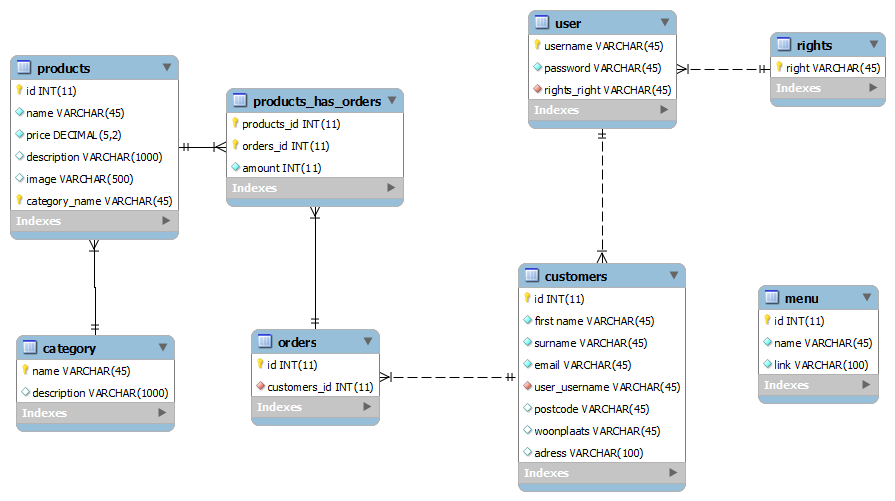 products
id INT(11)
name VARCHAR(45)
price DECIMAL(5,2)
description VARCHAR(1000)
image VARCHAR(500)
category_name VARCHAR(45)
Indexes
products_has_orders
products_id INT(11)
orders_id INT(11)
amount INT(11)
Indexes
user
username VARCHAR(45)
password VARCHAR(45)
rights_right VARCHAR(45)
Indexes
rights
right VARCHAR(45)
Indexes
category
name VARCHAR(45)
description VARCHAR(1000)
Indexes
orders
id INT(11)
customers_id INT(11)
Indexes
customers
id INT(11)
first name VARCHAR(45)
surname VARCHAR(45)
email VARCHAR(45)
user_username VARCHAR(45)
postcode VARCHAR(45)
woonplaats VARCHAR(45)
adress VARCHAR(100)
Indexes
menu
id INT(11)
name VARCHAR(45)
link VARCHAR(100)
Indexes